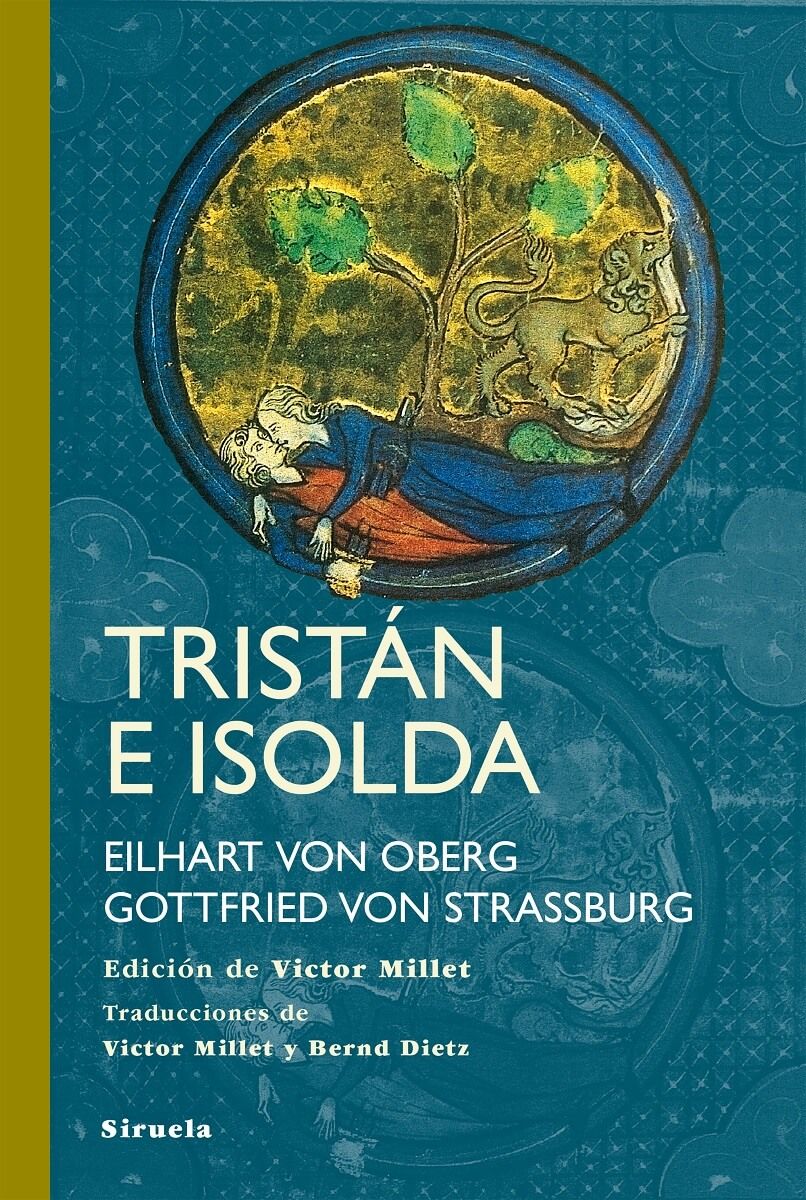 TRISTÁN
E ISOLDA
EILHART VON OBERG
GOTTFRIED VON STRASSBURG
Edición de Victor Millet
Traducciones de
Victor Millet y Bernd Dietz
Siruela